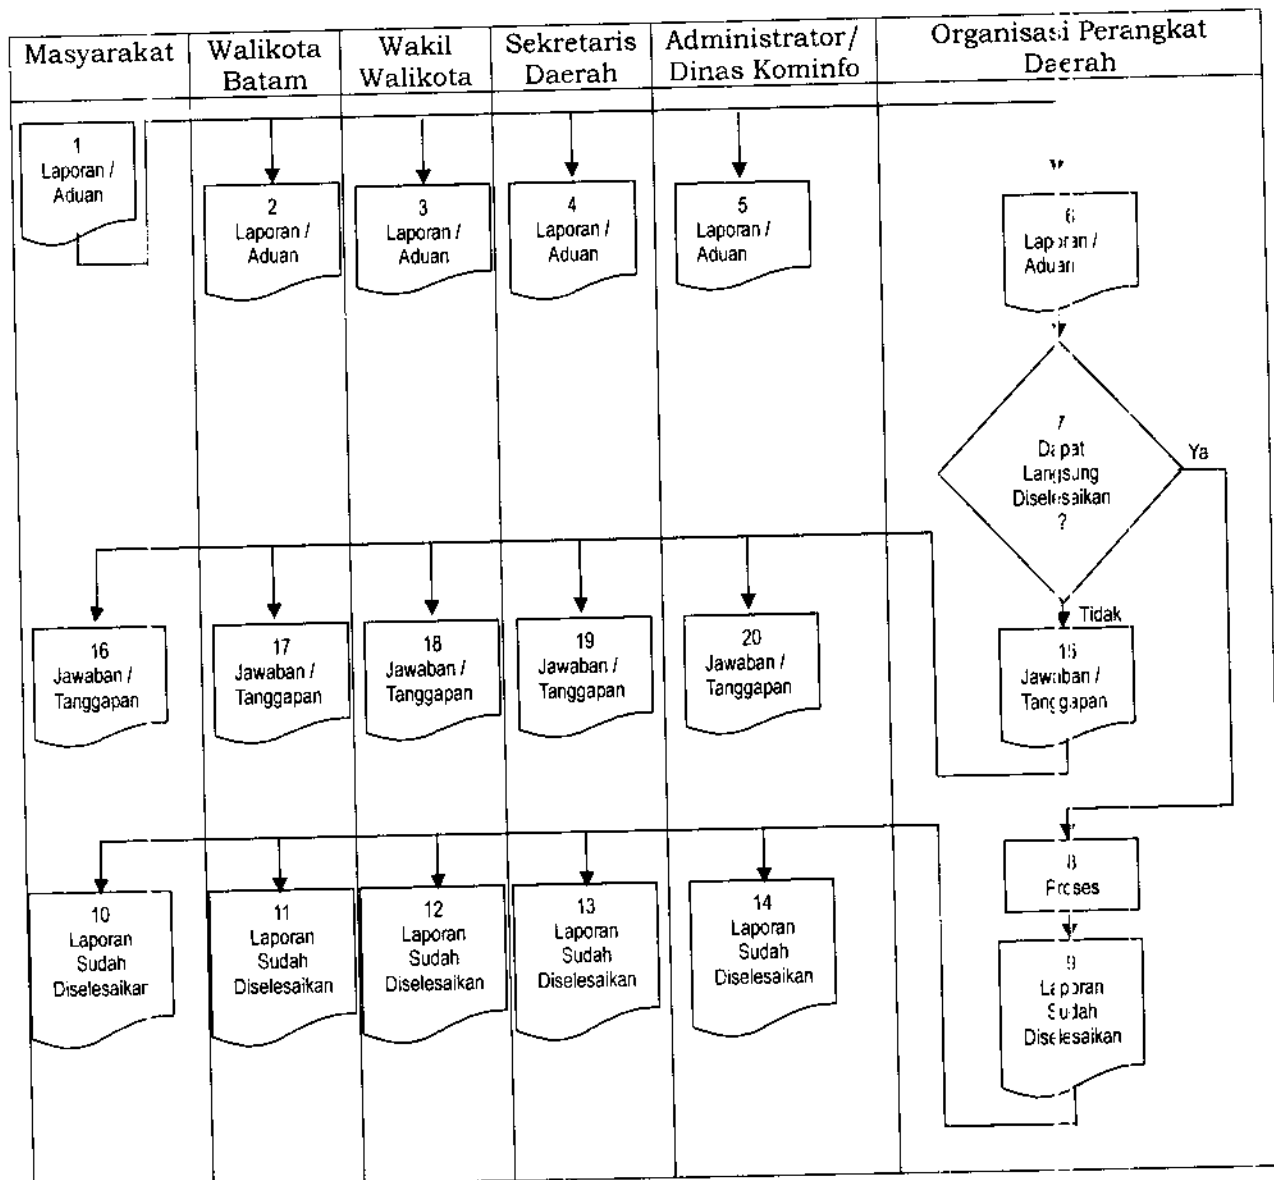 Masyarakat
Walikota
Batam
Wakil
Walikota
Sekretaris
Daerah
Administrator/
Dinas Kominfo
Organisasi Perangkat
Daerah
1
Laporan /
Aduan
2
Laporan /
Aduan
3
Laporan /
Aduan
4
Laporan /
Aduan
5
Laporan /
Aduan
6
Laporan /
Aduan
7
Dapat
Langsung
Diselesaikan
?
Ya
Tidak
16
Jawaban /
Tanggapan
17
Jawaban /
Tanggapan
18
Jawaban /
Tanggapan
19
Jawaban /
Tanggapan
20
Jawaban /
Tanggapan
15
Jawaban /
Tanggapan
8
Proses
10
Laporan
Sudah
Diselesaikan
11
Laporan
Sudah
Diselesaikan
12
Laporan
Sudah
Diselesaikan
13
Laporan
Sudah
Diselesaikan
14
Laporan
Sudah
Diselesaikan
9
Laporan
Sudah
Diselesaikan